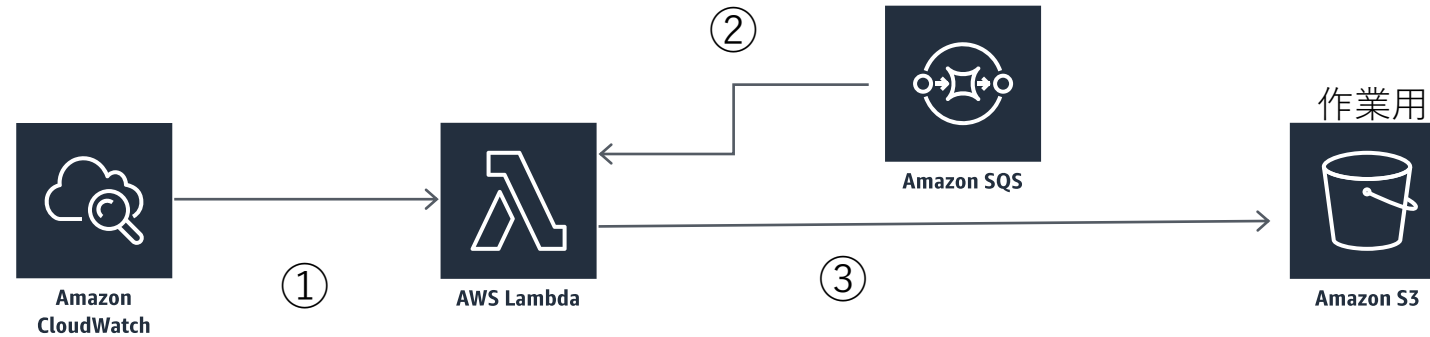 ②
作業用
Amazon SQS
①
③
Amazon
CloudWatch
AWS Lambda
Amazon S3